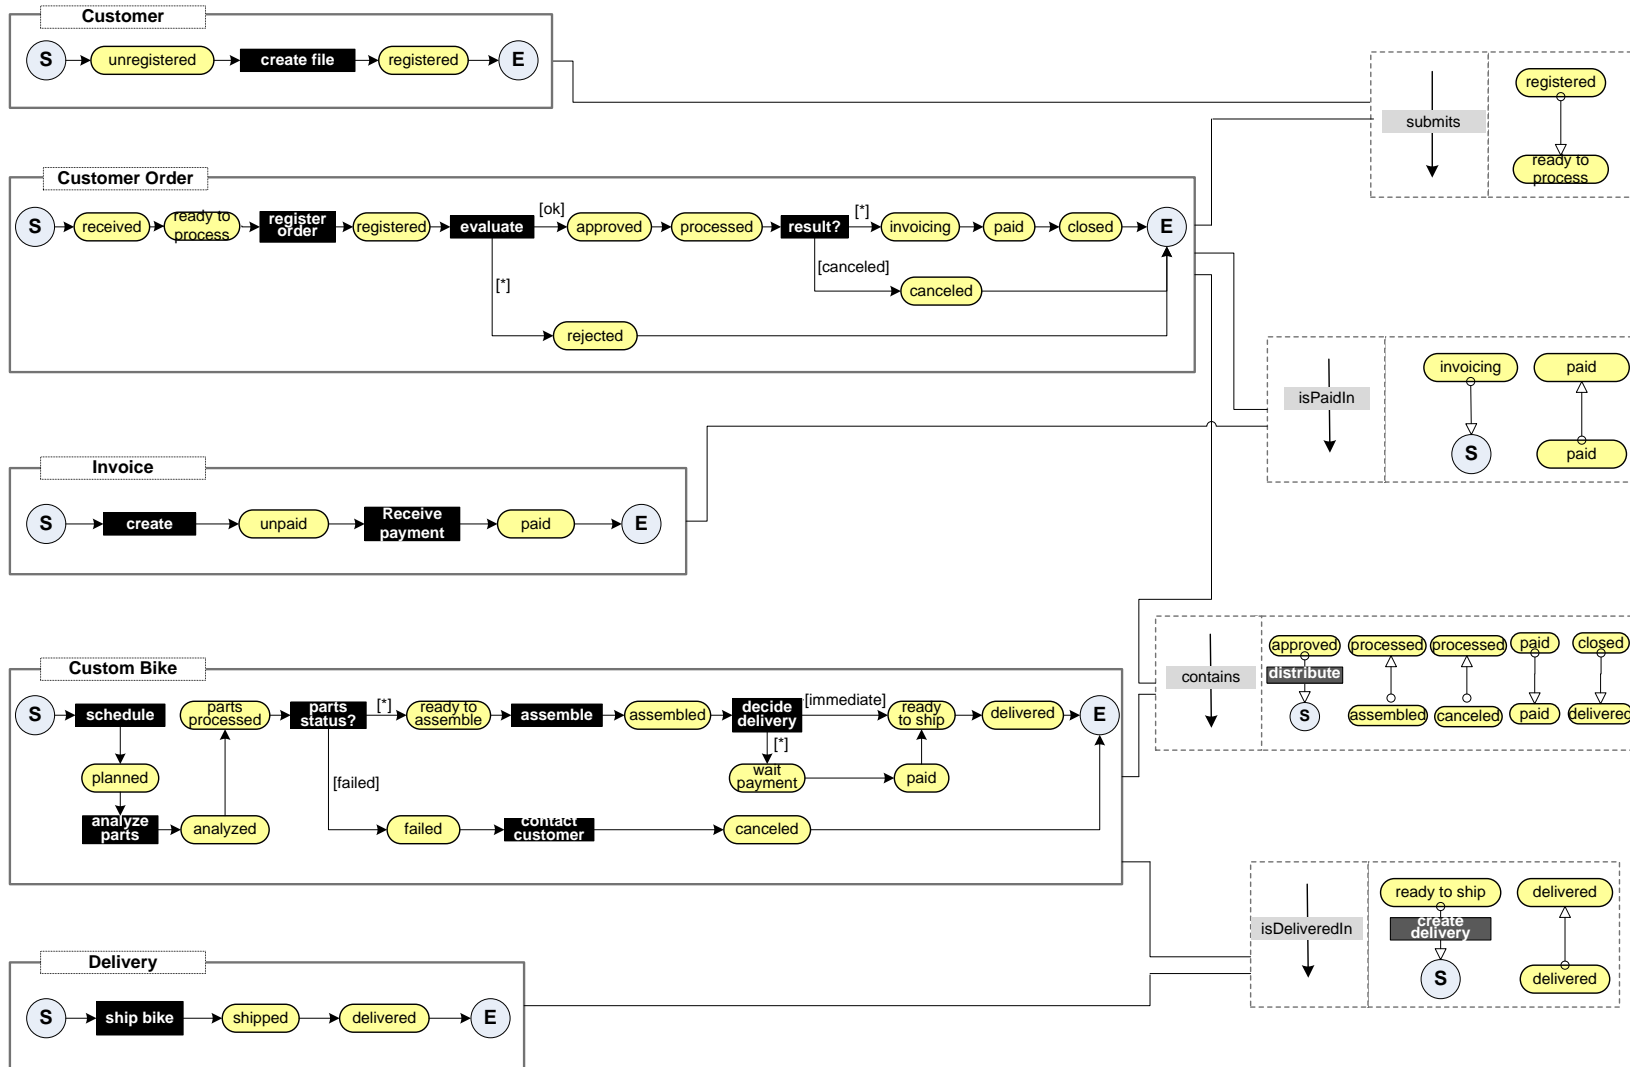 Customer
S
unregistered
create file
registered
E
registered
submits
ready to
process
Customer Order
S
received
ready to
process
register
order
registered
evaluate
[ok]
approved
processed
result?
[*]
invoicing
paid
closed
E
[canceled]
canceled
[*]
rejected
isPaidIn
invoicing
paid
S
paid
Invoice
S
create
unpaid
Receive
payment
paid
E
contains
approved
distribute
S
processed
assembled
processed
canceled
paid
paid
closed
delivered
Custom Bike
S
schedule
planned
analyze
parts
analyzed
parts
processed
parts
status?
[*]
ready to
assemble
assemble
assembled
decide
delivery
[immediate]
ready
to ship
delivered
E
[*]
wait
payment
paid
[failed]
failed
contact
customer
canceled
isDeliveredIn
ready to ship
create
delivery
S
delivered
delivered
Delivery
S
ship bike
shipped
delivered
E